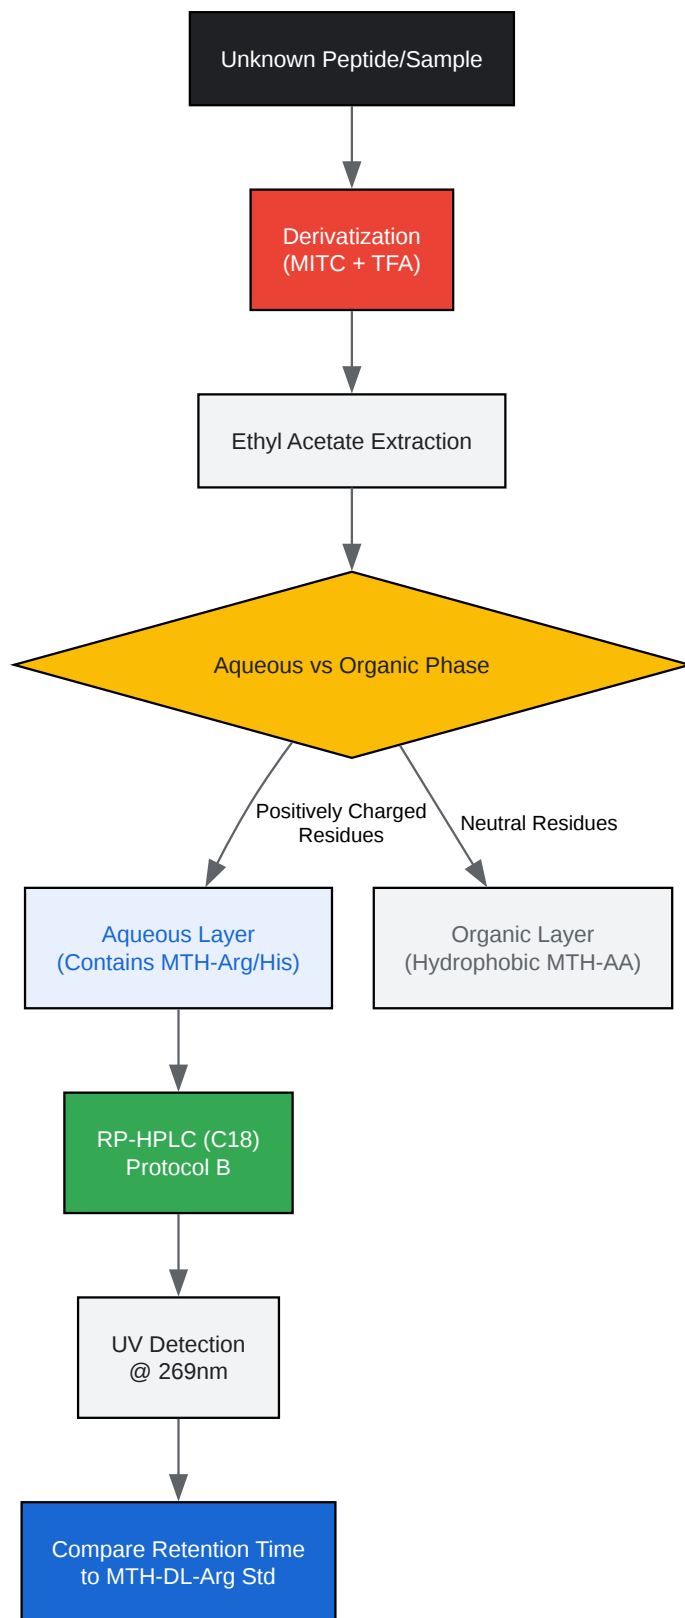 Unknown Peptide/Sample
Derivatization
(MITC + TFA)
Ethyl Acetate Extraction
Aqueous vs Organic Phase
Positively Charged
Residues
Neutral Residues
Aqueous Layer
(Contains MTH-Arg/His)
Organic Layer
(Hydrophobic MTH-AA)
RP-HPLC (C18)
Protocol B
UV Detection
@ 269nm
Compare Retention Time
to MTH-DL-Arg Std